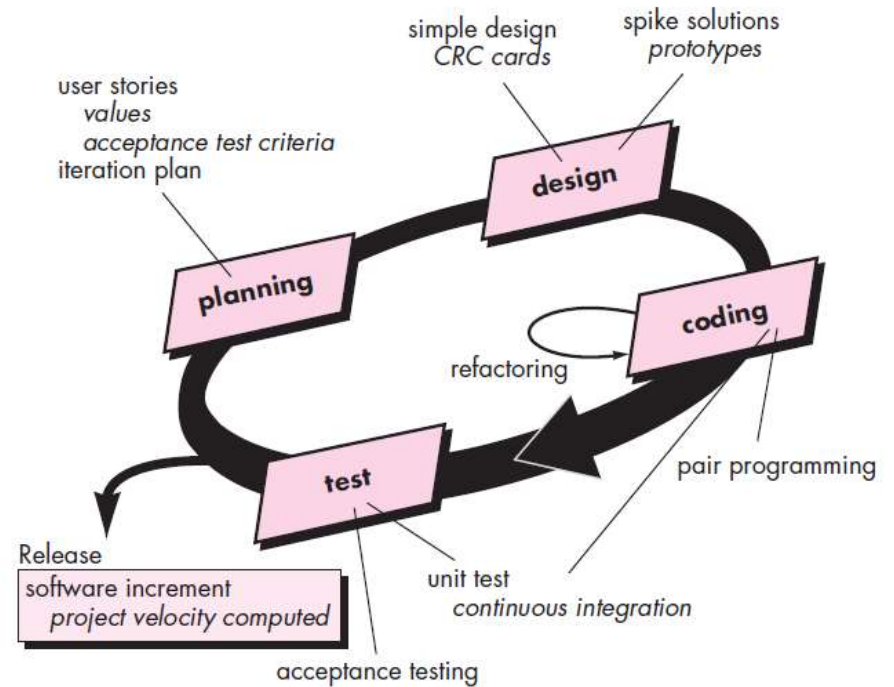 simple design
CRC cards
spike solutions
prototypes
user stories
values
acceptance test criteria
iteration plan
design
planning
coding
refactoring
test
pair programming
Release
software increment
project velocity computed
unit test
continuous integration
acceptance testing